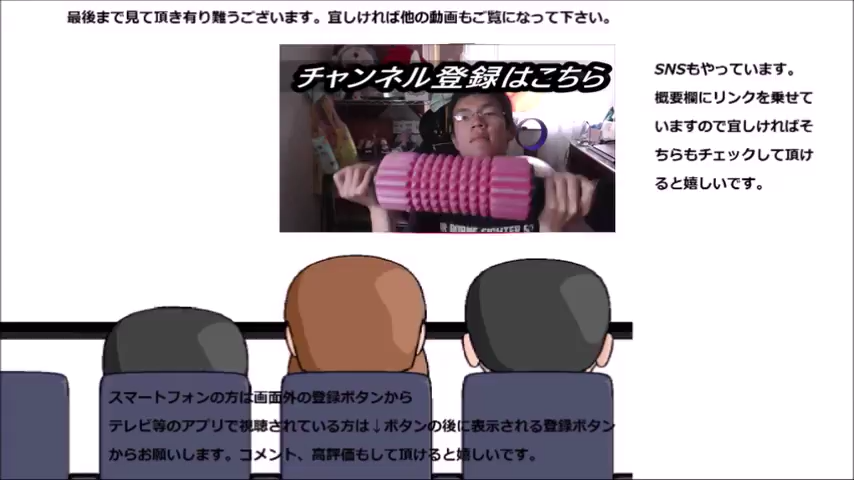 最後まで見て頂き有り難うございます。宜しければ他の動画もご覧になって下さい。
チャンネル登録はこちら
SNSもやっています。
概要欄にリンクを乗せて
いますので宜しければそ
ちらもチェックして頂け
ると嬉しいです。
スマートフォンの方は画面外の登録ボタンから
テレビ等のアプリで視聴されている方は↓ボタンの後に表示される登録ボタン
からお願いします。コメント、高評価もして頂けると嬉しいです。